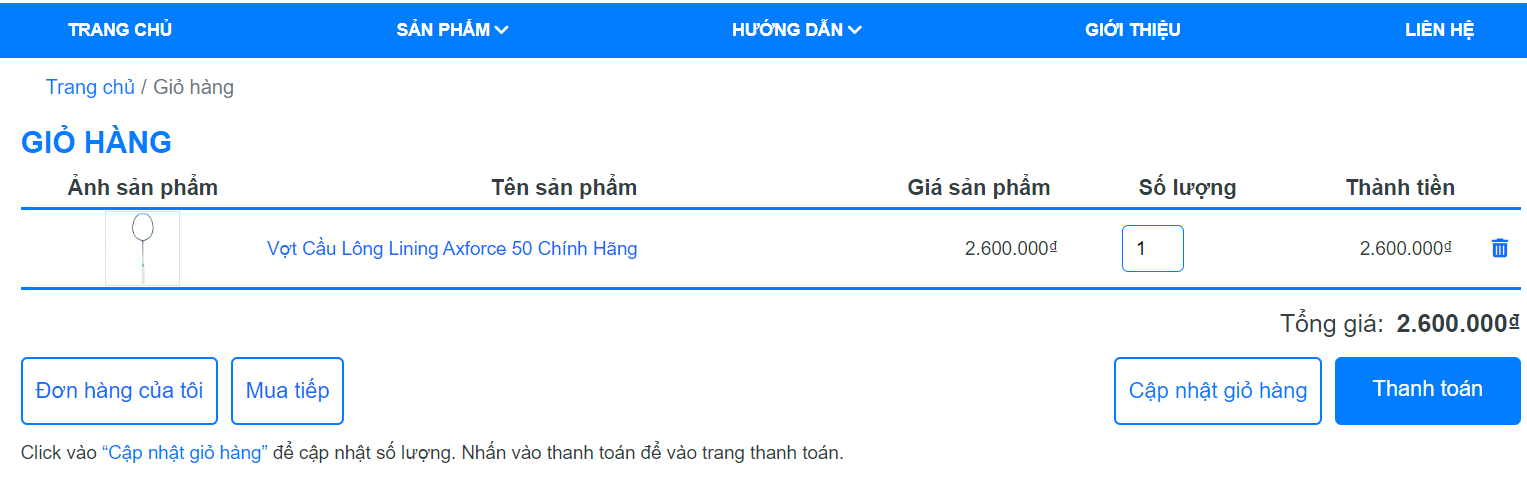 TRANG CHỦ SẢN PHẨM HƯỚNG DẪN GIỚI THIỆU LIÊN HỆ
Trang chủ / Giỏ hàng
GIỎ HÀNG
Ảnh sản phẩm Tên sản phẩm Giá sản phẩm Số lượng Thành tiền
Vợt Cầu Lông Lining Axforce 50 Chính Hãng 2.600.000₫ 1 2.600.000₫
Tổng giá: 2.600.000₫
Đơn hàng của tôi Mua tiếp Cập nhật giỏ hàng Thanh toán
Click vào “Cập nhật giỏ hàng” để cập nhật số lượng. Nhấn vào thanh toán để vào trang thanh toán.